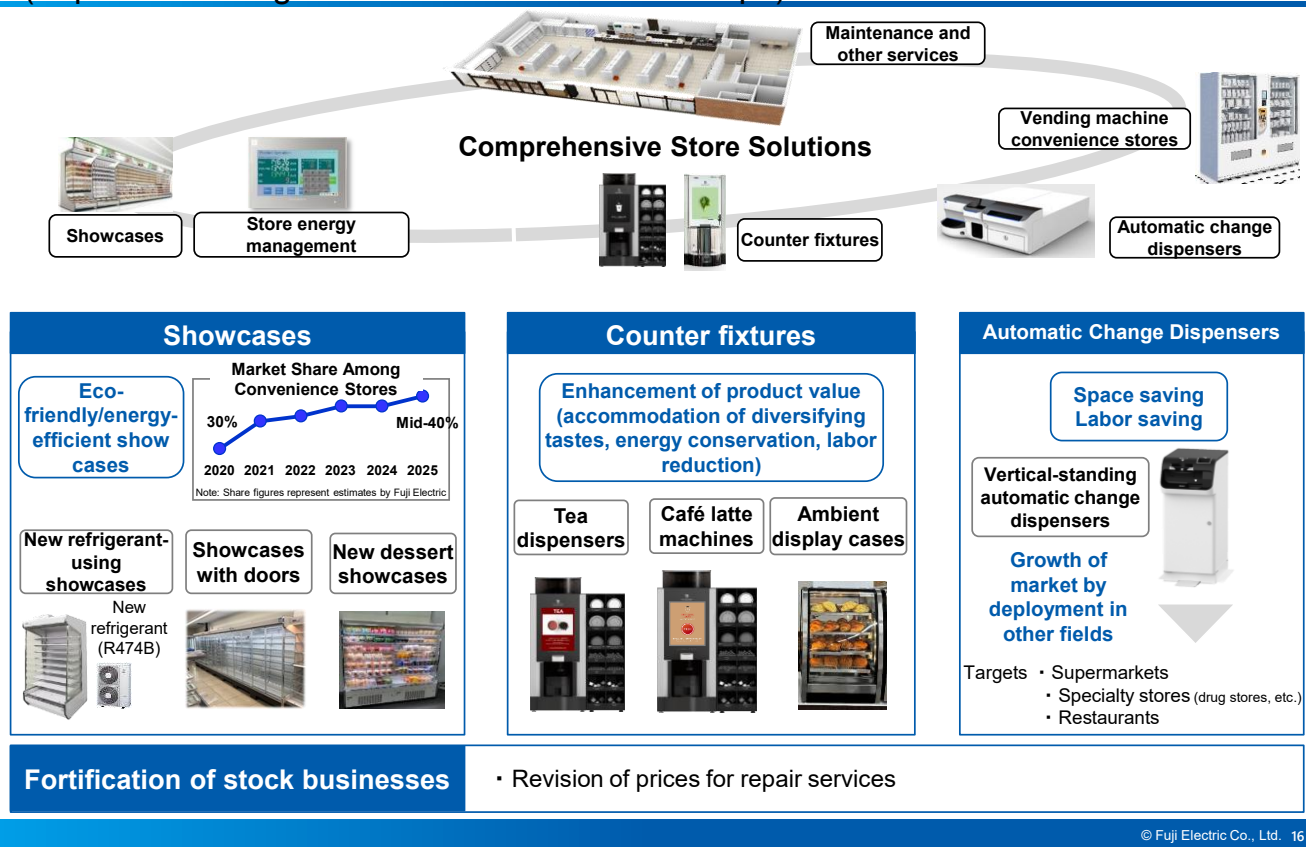 Maintenance and
other services
Vending machine
convenience stores
Comprehensive Store Solutions
Showcases
Store energy
management
Counter fixtures
Automatic change
dispensers
Showcases
Eco-
friendly/energy-
efficient show
cases
Market Share Among
Convenience Stores
30%
Mid-40%
2020 2021 2022 2023 2024 2025
Note: Share figures represent estimates by Fuji Electric
New refrigerant-
using
showcases
Showcases
with doors
New dessert
showcases
New
refrigerant
(R474B)
Counter fixtures
Enhancement of product value
(accommodation of diversifying
tastes, energy conservation, labor
reduction)
Tea
dispensers
Café latte
machines
Ambient
display cases
TEA
Automatic Change Dispensers
Space saving
Labor saving
Vertical-standing
automatic change
dispensers
Growth of
market by
deployment in
other fields
Targets ・Supermarkets
・Specialty stores (drug stores, etc.)
・Restaurants
Fortification of stock businesses
・Revision of prices for repair services
© Fuji Electric Co., Ltd. 16